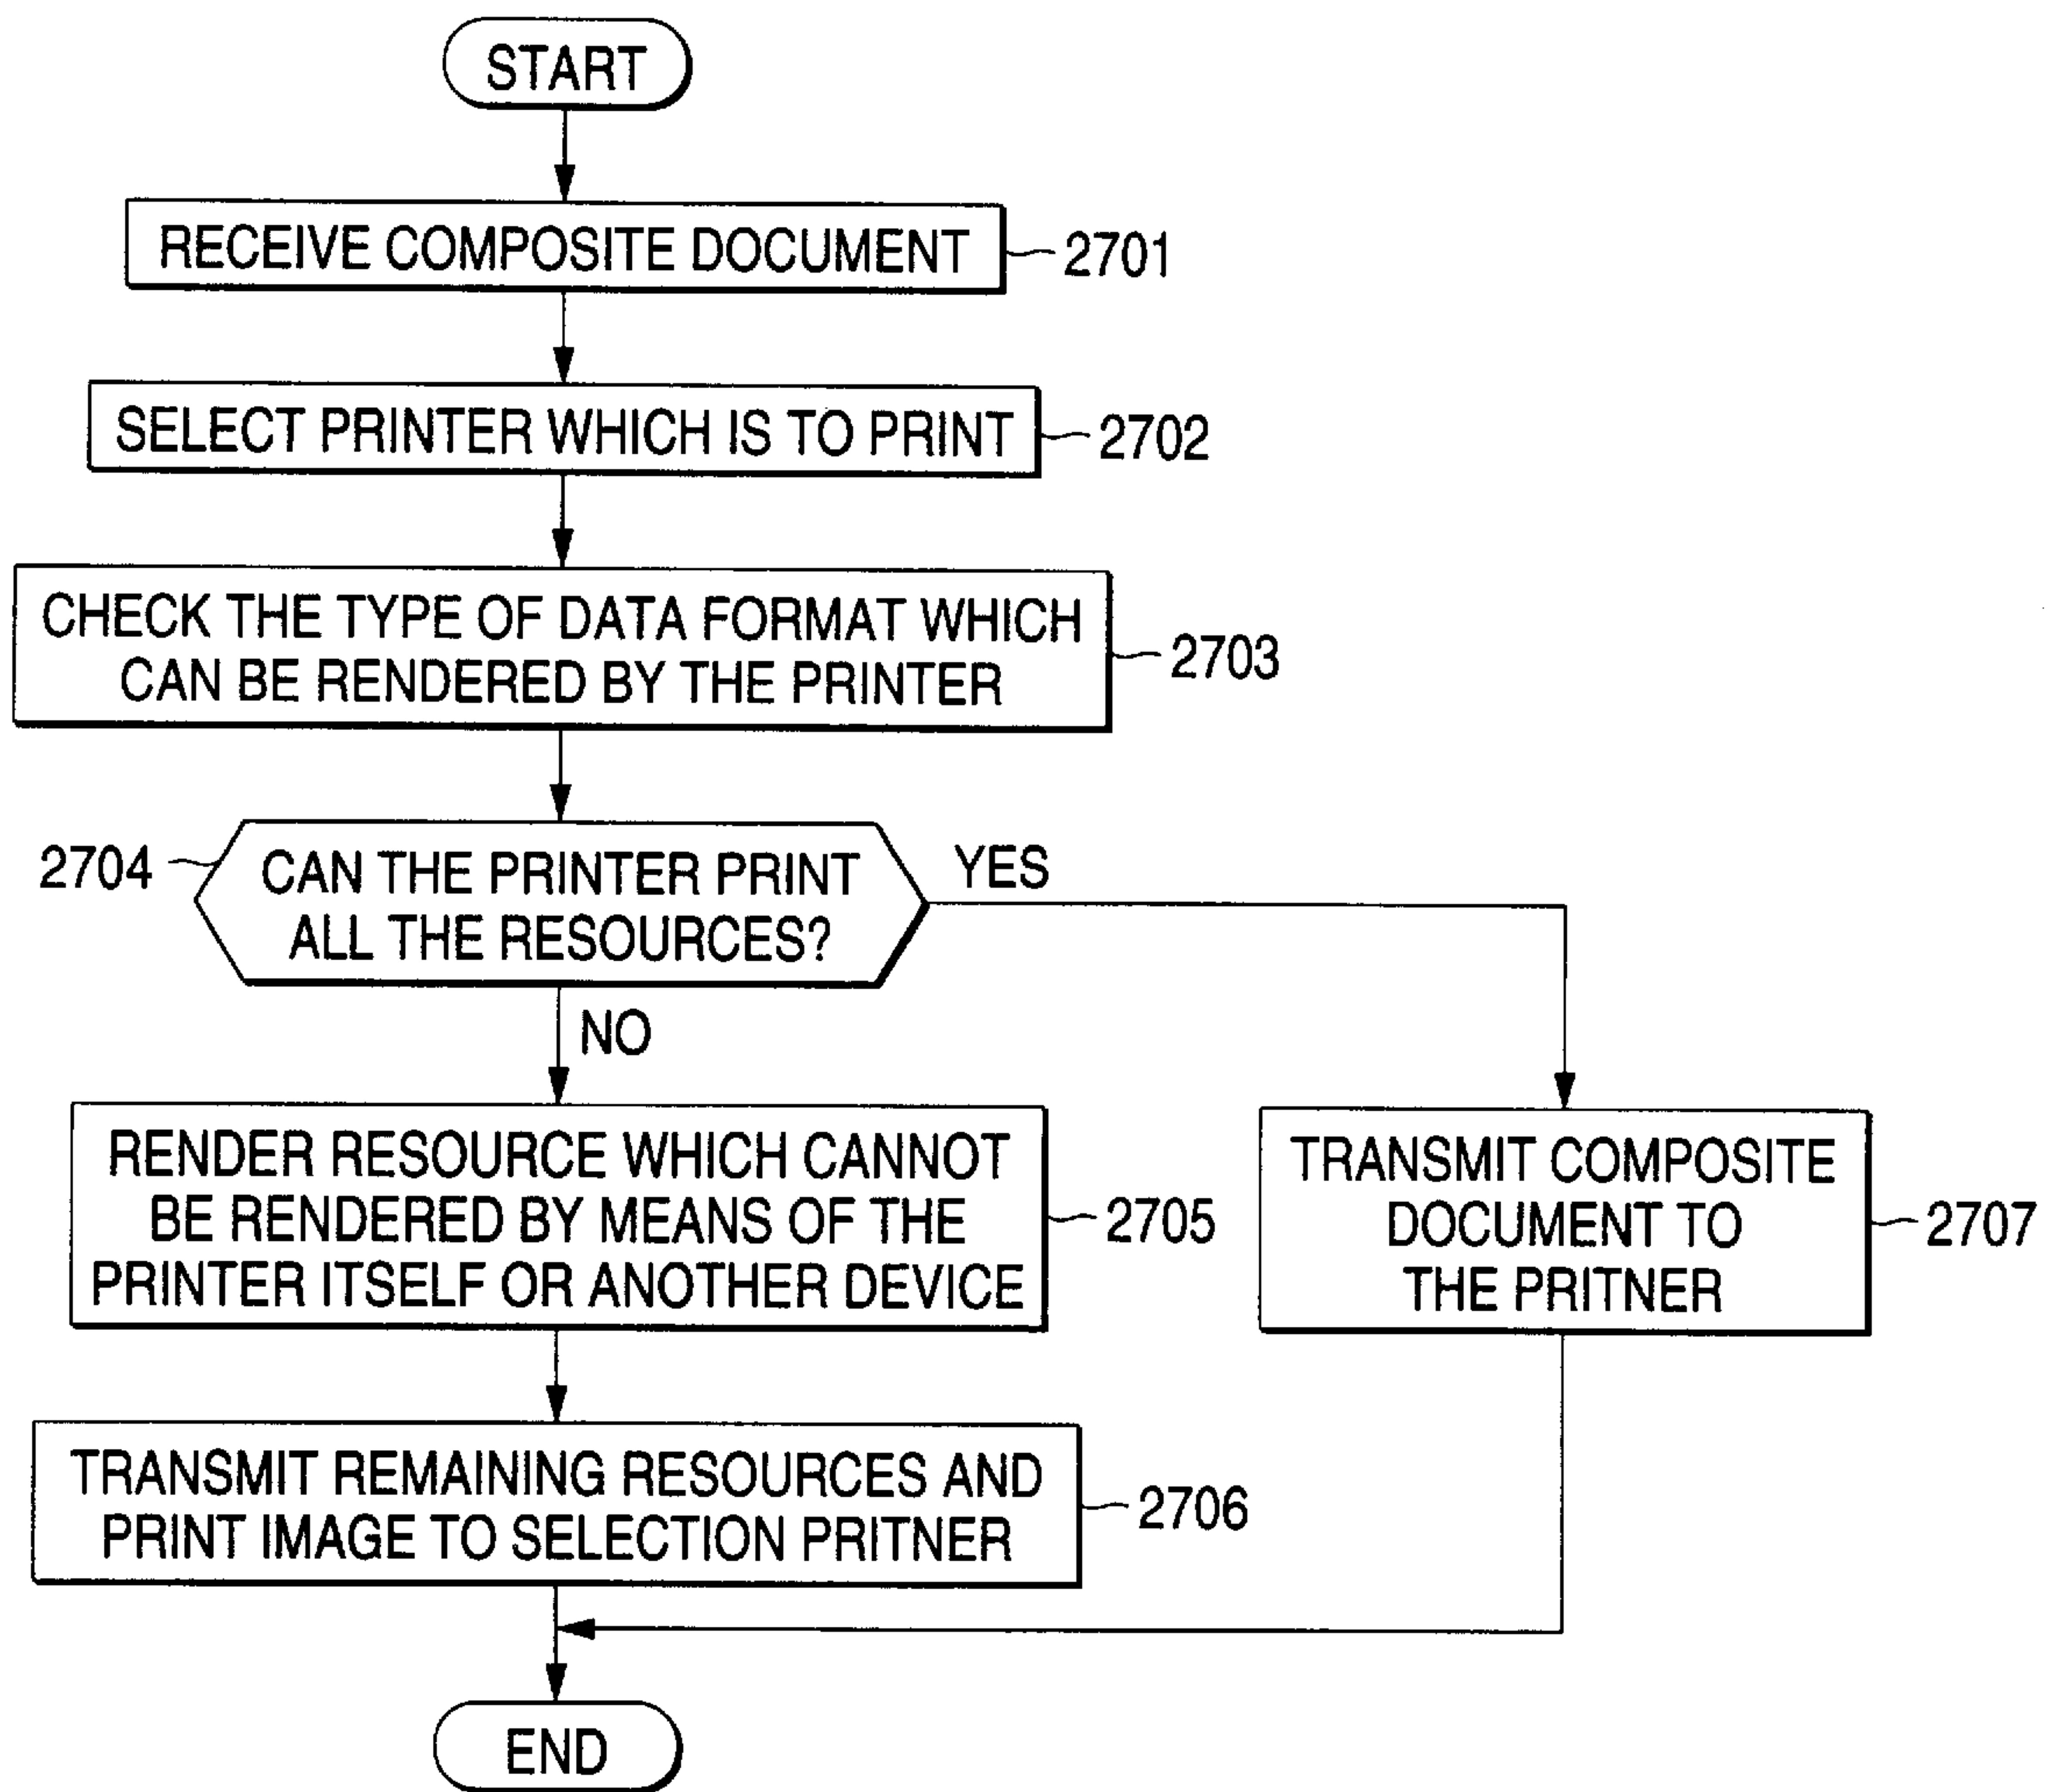 START
RECEIVE COMPOSITE DOCUMENT
2701
SELECT PRINTER WHICH IS TO PRINT
2702
CHECK THE TYPE OF DATA FORMAT WHICH
CAN BE RENDERED BY THE PRINTER
2703
2704
CAN THE PRINTER PRINT
ALL THE RESOURCES?
YES
NO
RENDER RESOURCE WHICH CANNOT
BE RENDERED BY MEANS OF THE
PRINTER ITSELF OR ANOTHER DEVICE
2705
TRANSMIT COMPOSITE
DOCUMENT TO
THE PRITNER
2707
TRANSMIT REMAINING RESOURCES AND
PRINT IMAGE TO SELECTION PRITNER
2706
END